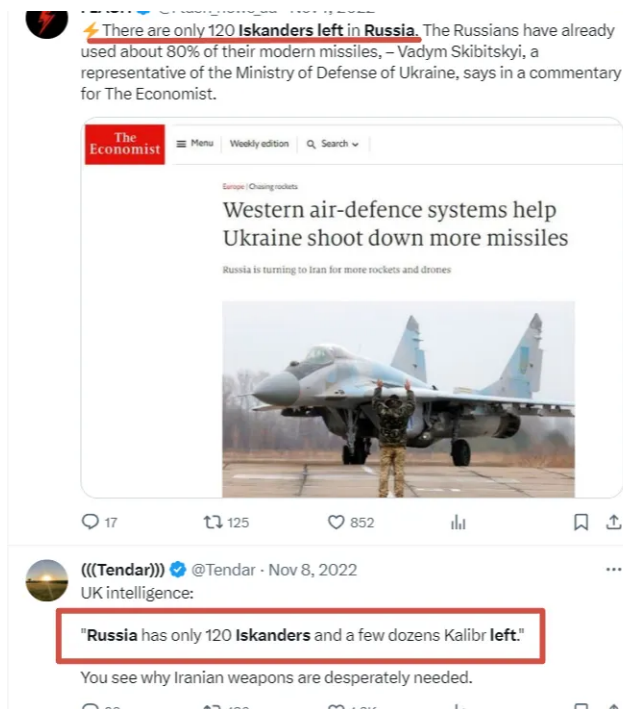 ⚡There are only 120 Iskanders left in Russia. The Russians have already
used about 80% of their modern missiles, – Vadym Skibitskyi, a
representative of the Ministry of Defense of Ukraine, says in a commentary
for The Economist.
The
Economist
Menu Weekly edition Search
Europe | Chasing rockets
Western air-defence systems help
Ukraine shoot down more missiles
Russia is turning to Iran for more rockets and drones
17 125 852
(((Tendar))) @Tendar · Nov 8, 2022
UK intelligence:
"Russia has only 120 Iskanders and a few dozens Kalibr left."
You see why Iranian weapons are desperately needed.